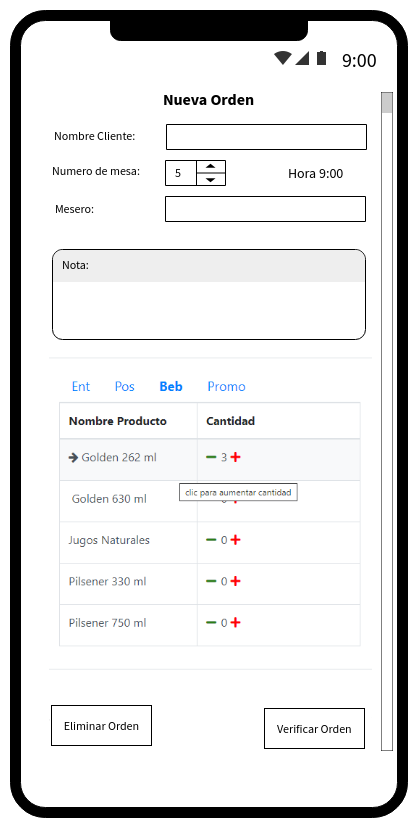 9:00
Nueva Orden
Nombre Cliente:
Numero de mesa: 5 Hora 9:00
Mesero:
Nota:
Ent Pos Beb Promo
Nombre Producto Cantidad
Golden 262 ml 3
clic para aumentar cantidad
Golden 630 ml
Jugos Naturales 0
Pilsener 330 ml 0
Pilsener 750 ml 0
Eliminar Orden Verificar Orden